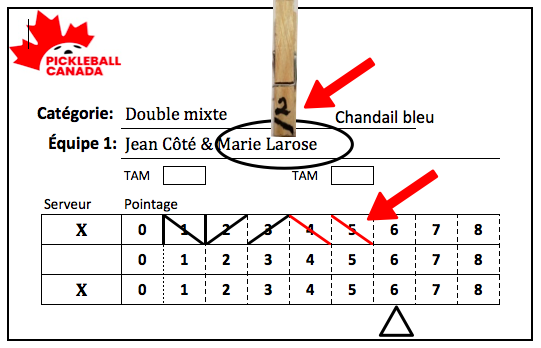 PICKLEBALL
CANADA
Catégorie: Double mixte Chandail bleu
Équipe 1: Jean Côté & Marie Larose
TAM TAM
Serveur Pointage
X 0 1 2 3 4 5 6 7 8
0 1 2 3 4 5 6 7 8
X 0 1 2 3 4 5 6 7 8